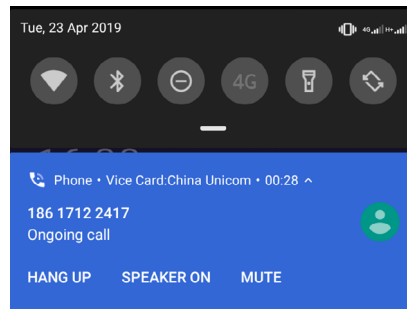 Tue, 23 Apr 2019
4G H+
4G
Phone • Vice Card:China Unicom • 00:28
186 1712 2417
Ongoing call
HANG UP SPEAKER ON MUTE